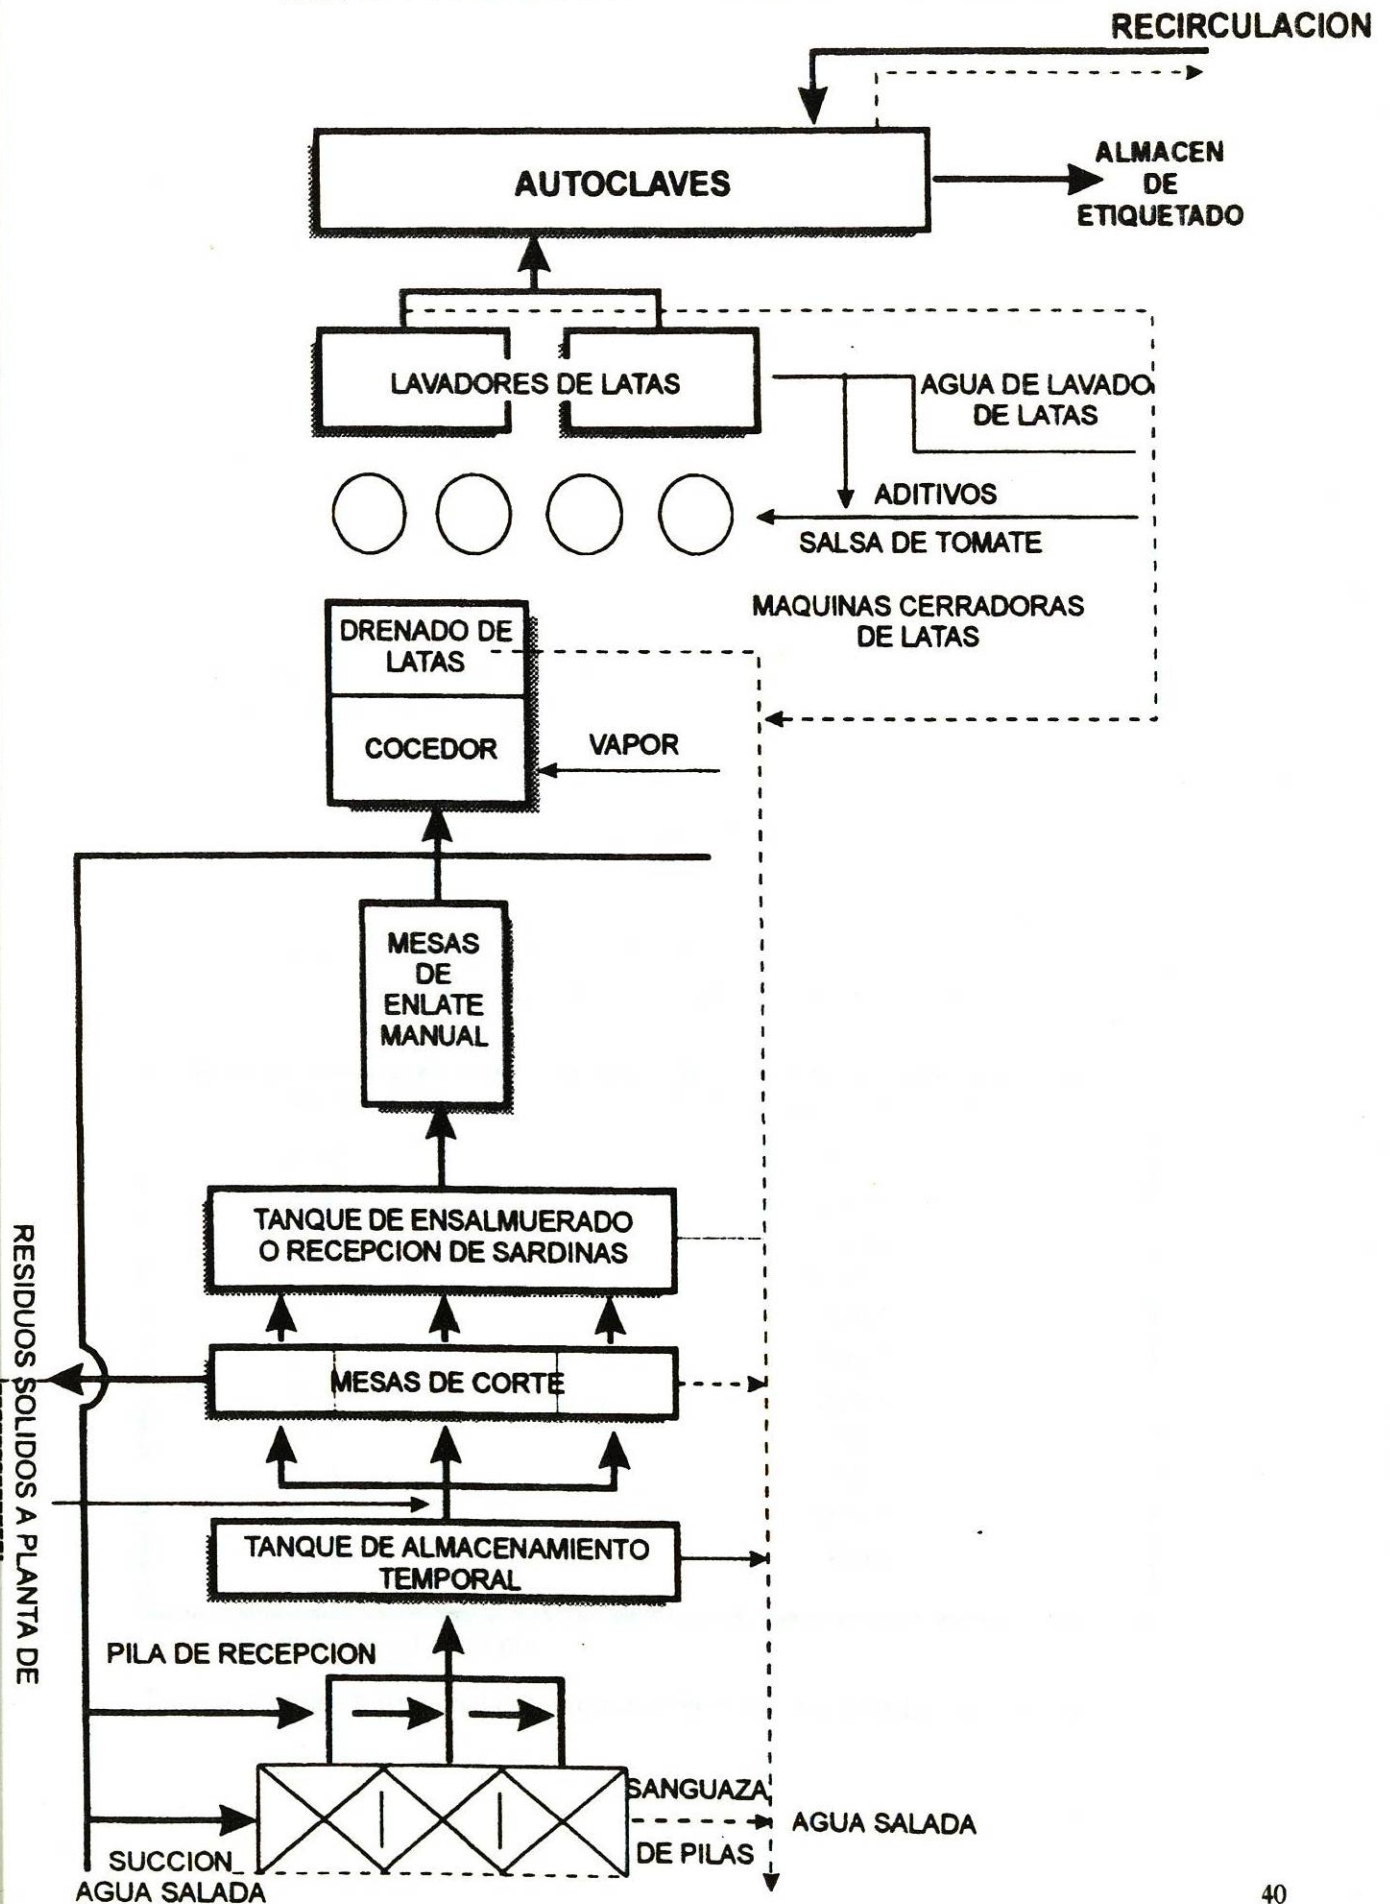 RECIRCULACION
AUTOCLAVES
ALMACEN
DE
ETIQUETADO
LAVADORES DE LATAS
AGUA DE LAVADO
DE LATAS
ADITIVOS
SALSA DE TOMATE
MAQUINAS CERRADORAS
DE LATAS
DRENADO DE
LATAS
COCEDOR
VAPOR
MESAS
DE
ENLATE
MANUAL
TANQUE DE ENSALMUERADO
O RECEPCION DE SARDINAS
RESIDUOS SOLIDOS A PLANTA DE
MESAS DE CORTE
TANQUE DE ALMACENAMIENTO
TEMPORAL
PILA DE RECEPCION
SANGUAZA
DE PILAS
AGUA SALADA
SUCCION
AGUA SALADA
40